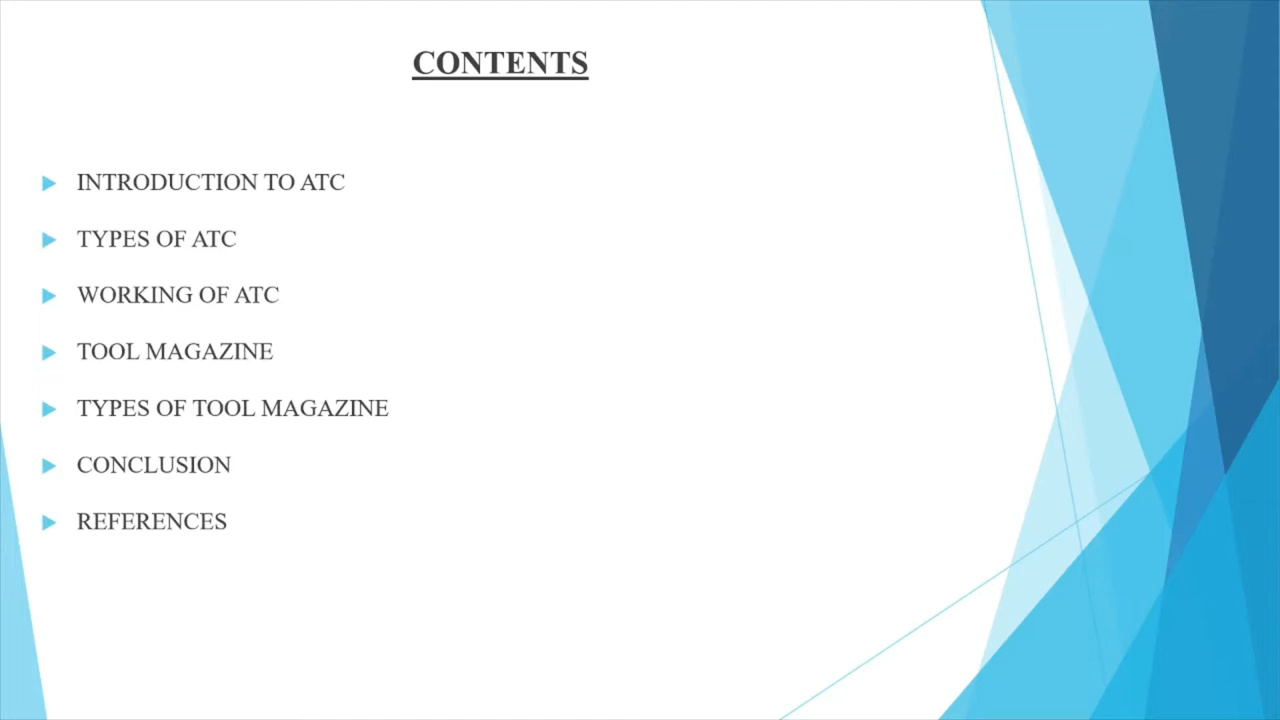 CONTENTS
INTRODUCTION TO ATC
TYPES OF ATC
WORKING OF ATC
TOOL MAGAZINE
TYPES OF TOOL MAGAZINE
CONCLUSION
REFERENCES